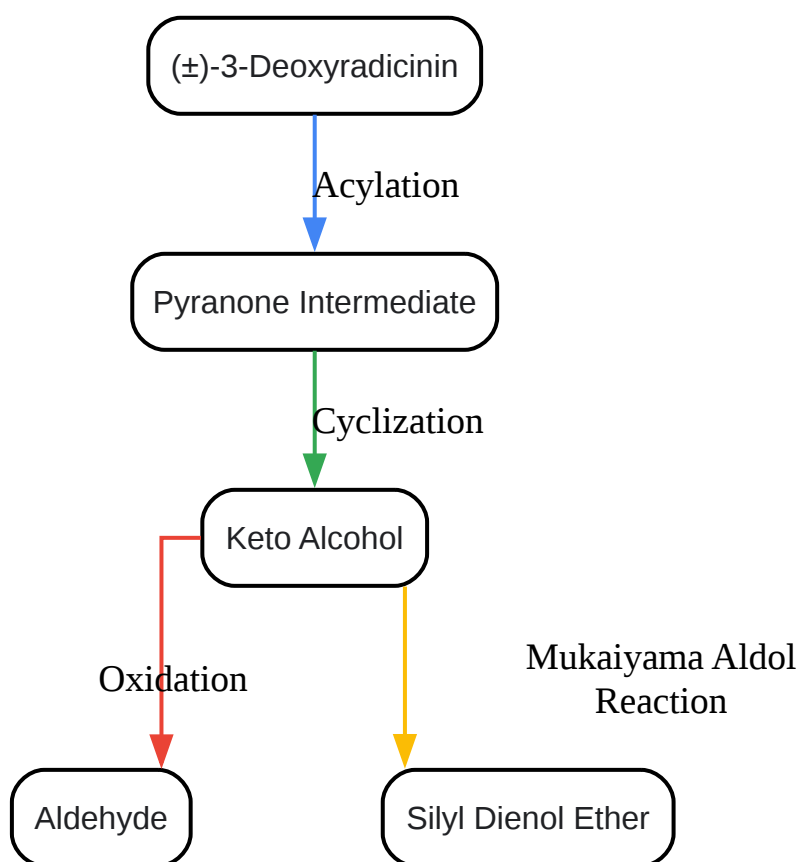 (±)-3-Deoxyradicinin
Acylation
Pyranone Intermediate
Cyclization
Keto Alcohol
Mukaiyama Aldol
Reaction
Oxidation
Aldehyde
Silyl Dienol Ether